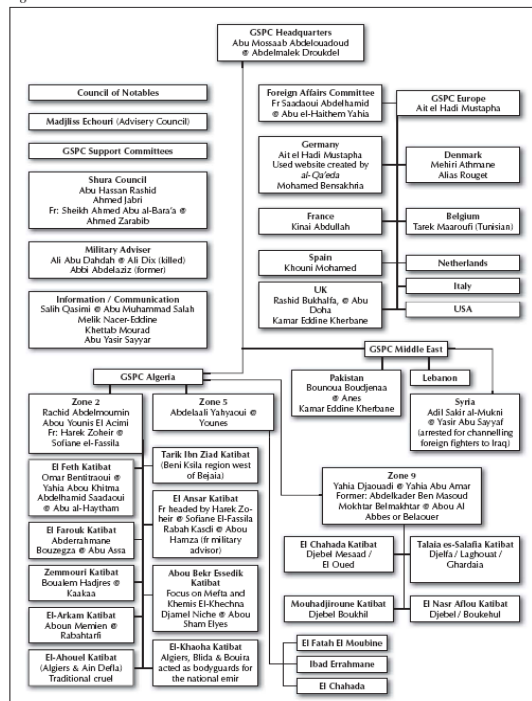 GSPC Headquarters
Abu Mossaab Abdelouadoud
@ Abdelmalek Droukdel
Council of Notables
Madjliss Echouri (Advisery Council)
GSPC Support Committees
Shura Council
Abu Hassan Rashid
Ahmed Jabri
Fr: Sheikh Ahmed Abu al-Bara'a @
Ahmed Zarabib
Military Adviser
Ali Abu Dahdah @ Ali Dix (killed)
Abbi Abdelaziz (former)
Information / Communication
Salih Qasimi @ Abu Muhammad Salah
Melik Nacer-Eddine
Khettab Mourad
Abu Yasir Sayyar
Foreign Affairs Committee
Fr Saadaoui Abdelhamid
@ Abu el-Haithem Yahia
GSPC Europe
Ait el Hadi Mustapha
Germany
Ait el Hadi Mustapha
Used website created by
al-Qa'eda
Mohamed Bensakhria
Denmark
Mehiri Athmane
Alias Rouget
France
Kinai Abdullah
Belgium
Tarek Maaroufi (Tunisian)
Spain
Khouni Mohamed
Netherlands
UK
Rashid Bukhalfa, @ Abu
Doha
Kamar Eddine Kherbane
Italy
USA
GSPC Middle East
Pakistan
Bounoua Boudjenaa
@ Anes
Kamar Eddine Kherbane
Lebanon
Syria
Adil Sakir al-Mukni
@ Yasir Abu Sayyaf
(arrested for channelling
foreign fighters to Iraq)
GSPC Algeria
Zone 2
Rachid Abdelmoumin
Abou Younis El Acimi
Fr: Harek Zoheir @
Sofiane el-Fassila
Zone 5
Abdelaali Yahyaoui @
Younes
El Feth Katibat
Omar Bentitraoui @
Yahia Abou Khitma
Abdelhamid Saadaoui
@ Abu al-Haytham
El Farouk Katibat
Abderrahmane
Bouzegza @ Abu Assa
Zemmouri Katibat
Boualem Hadjres @
Kaakaa
El-Arkam Katibat
Aboun Memien @
Rabahtarfi
El-Ahouel Katibat
(Algiers & Ain Defla)
Traditional cruel
Tarik Ibn Ziad Katibat
(Beni Ksila region west
of Bejaia)
El Ansar Katibat
Fr headed by Harek Zo-
heir @ Sofiane El-Fassila
Rabah Kasdi @ Abou
Hamza (fr military
advisor)
Abou Bekr Essedik
Katibat
Focus on Mefta and
Khemis El-Khechna
Djamel Niche @ Abou
Sham Elyes
El-Khaoha Katibat
Algiers, Blida & Bouira
acted as bodyguards for
the national emir
Zone 9
Yahia Djaouadi @ Yahia Abu Amar
Former: Abdelkader Ben Masoud
Mokhtar Belmakhtar @ Abou Al
Abbes or Belaouer
El Chahada Katibat
Djebel Mesaad /
El Oued
Talaia es-Salafia Katibat
Djelfa / Laghouat /
Ghardaia
Mouhadjiroune Katibat
Djebel Boukhil
El Nasr Aflou Katibat
Djebel / Boukehul
El Fatah El Moubine
Ibad Errahmane
El Chahada